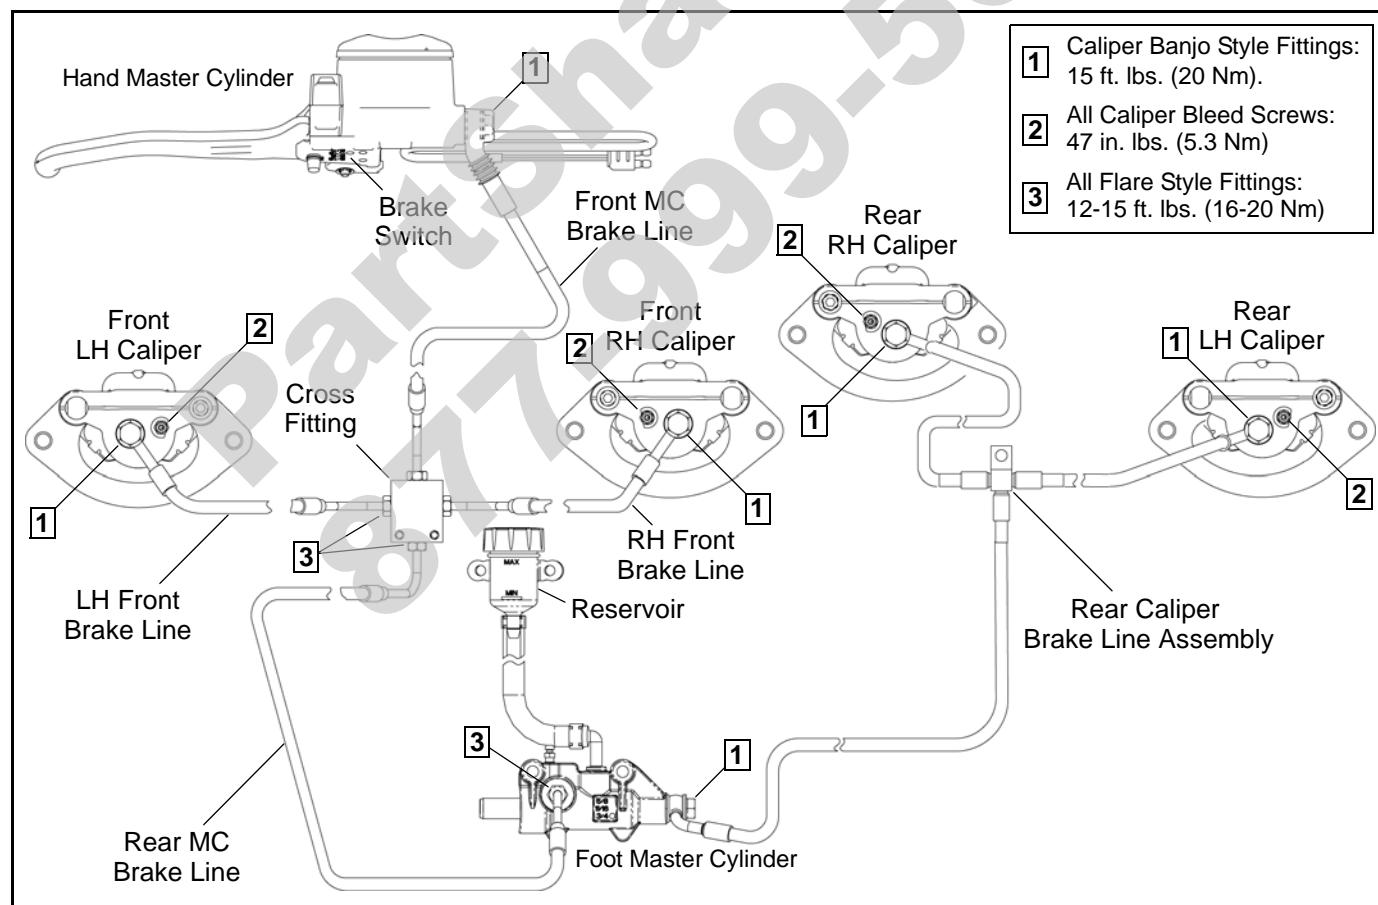 Hand Master Cylinder
1
1
Caliper Banjo Style Fittings:
15 ft. lbs. (20 Nm).
2
All Caliper Bleed Screws:
47 in. lbs. (5.3 Nm)
3
All Flare Style Fittings:
12-15 ft. lbs. (16-20 Nm)
Brake
Switch
Front MC
Brake Line
Rear
RH Caliper
2
1
Front
LH Caliper
2
1
Front
RH Caliper
2
1
Rear
LH Caliper
1
2
Cross
Fitting
3
LH Front
Brake Line
RH Front
Brake Line
MAX
MIN
Reservoir
Rear Caliper
Brake Line Assembly
3
1
5/8
3/4
Rear MC
Brake Line
Foot Master Cylinder